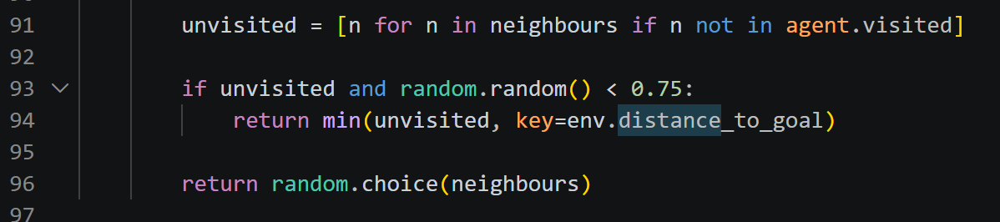 91 unvisited = [n for n in neighbours if n not in agent.visited]
92
93 if unvisited and random.random() < 0.75:
94 return min(unvisited, key=env.distance_to_goal)
95
96 return random.choice(neighbours)
97